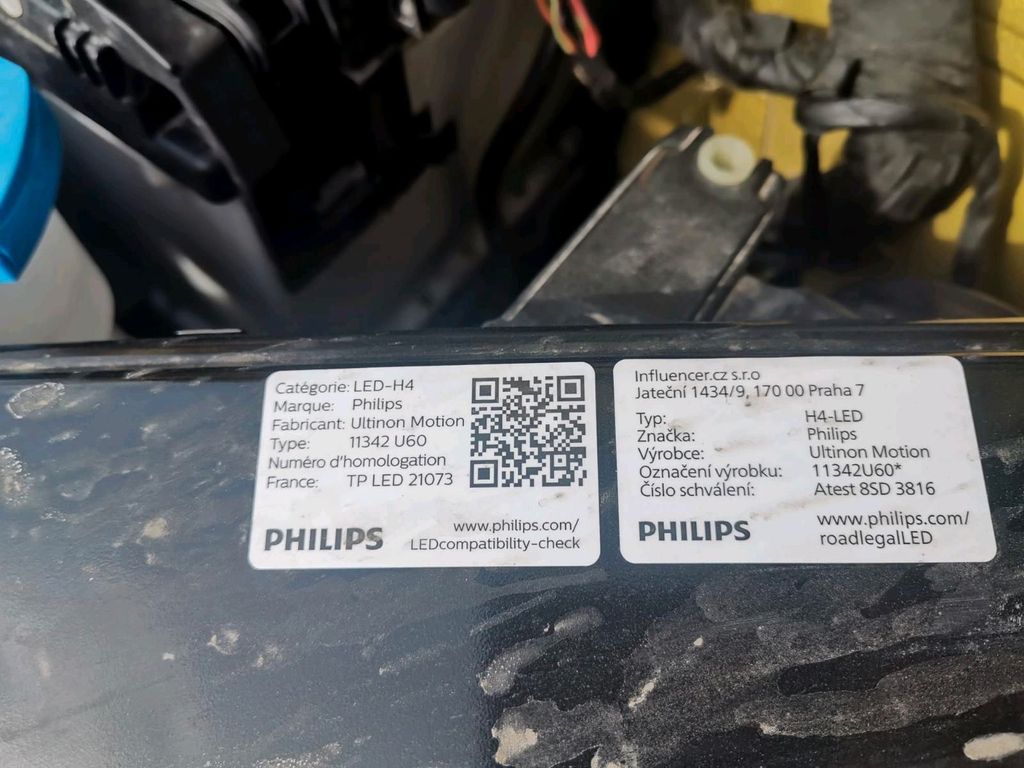 Catégorie: LED-H4
Marque: Philips
Fabricant: Ultinon Motion
Type: 11342 U60
Numéro d'homologation
France: TP LED 21073
PHILIPS
www.philips.com/
LEDcompatibility-check
Influencer.cz s.r.o
Jateční 1434/9, 170 00 Praha 7
Typ: H4-LED
Značka: Philips
Výrobce: Ultinon Motion
Označení výrobku: 11342U60*
Číslo schválení: Atest 8SD 3816
PHILIPS
www.philips.com/
roadlegalLED